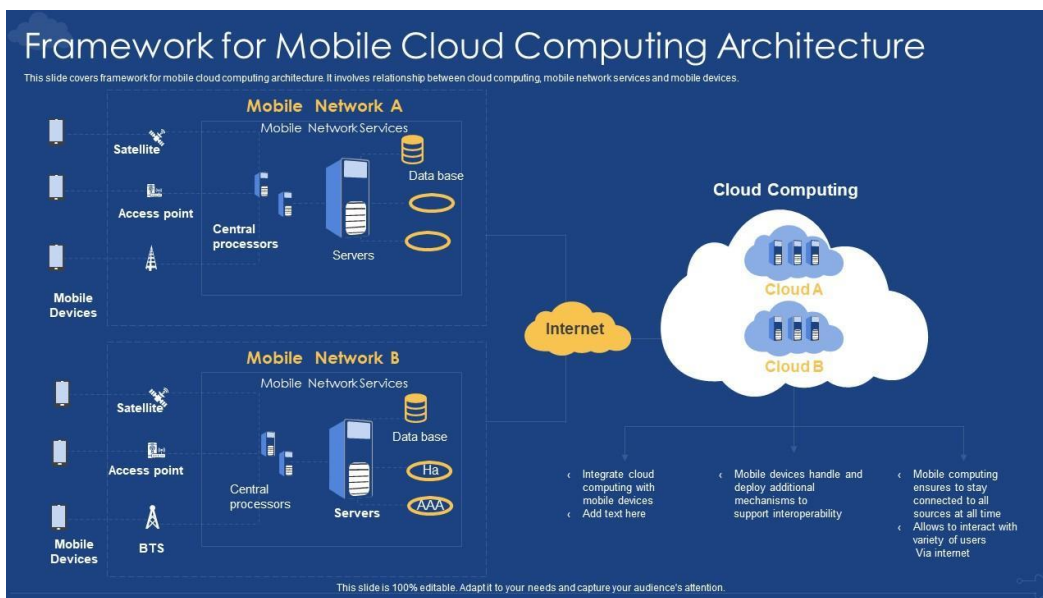 Framework for Mobile Cloud Computing Architecture
This slide covers framework for mobile cloud computing architecture. It involves relationship between cloud computing, mobile network services and mobile devices.
Mobile Network A
Mobile Network Services
Satellite
Data base
Access point
Central
processors
Servers
Mobile
Devices
Mobile Network B
Mobile Network Services
Satellite
Data base
Access point
Ha
Central
processors
Servers
AAA
Mobile
Devices
BTS
Internet
Cloud Computing
Cloud A
Cloud B
‹ Integrate cloud
computing with
mobile devices
‹ Add text here
‹ Mobile devices handle and
deploy additional
mechanisms to
support interoperability
‹ Mobile computing
ensures to stay
connected to all
sources at all time
‹ Allows to interact with
variety of users
Via internet
This slide is 100% editable. Adapt it to your needs and capture your audience's attention.